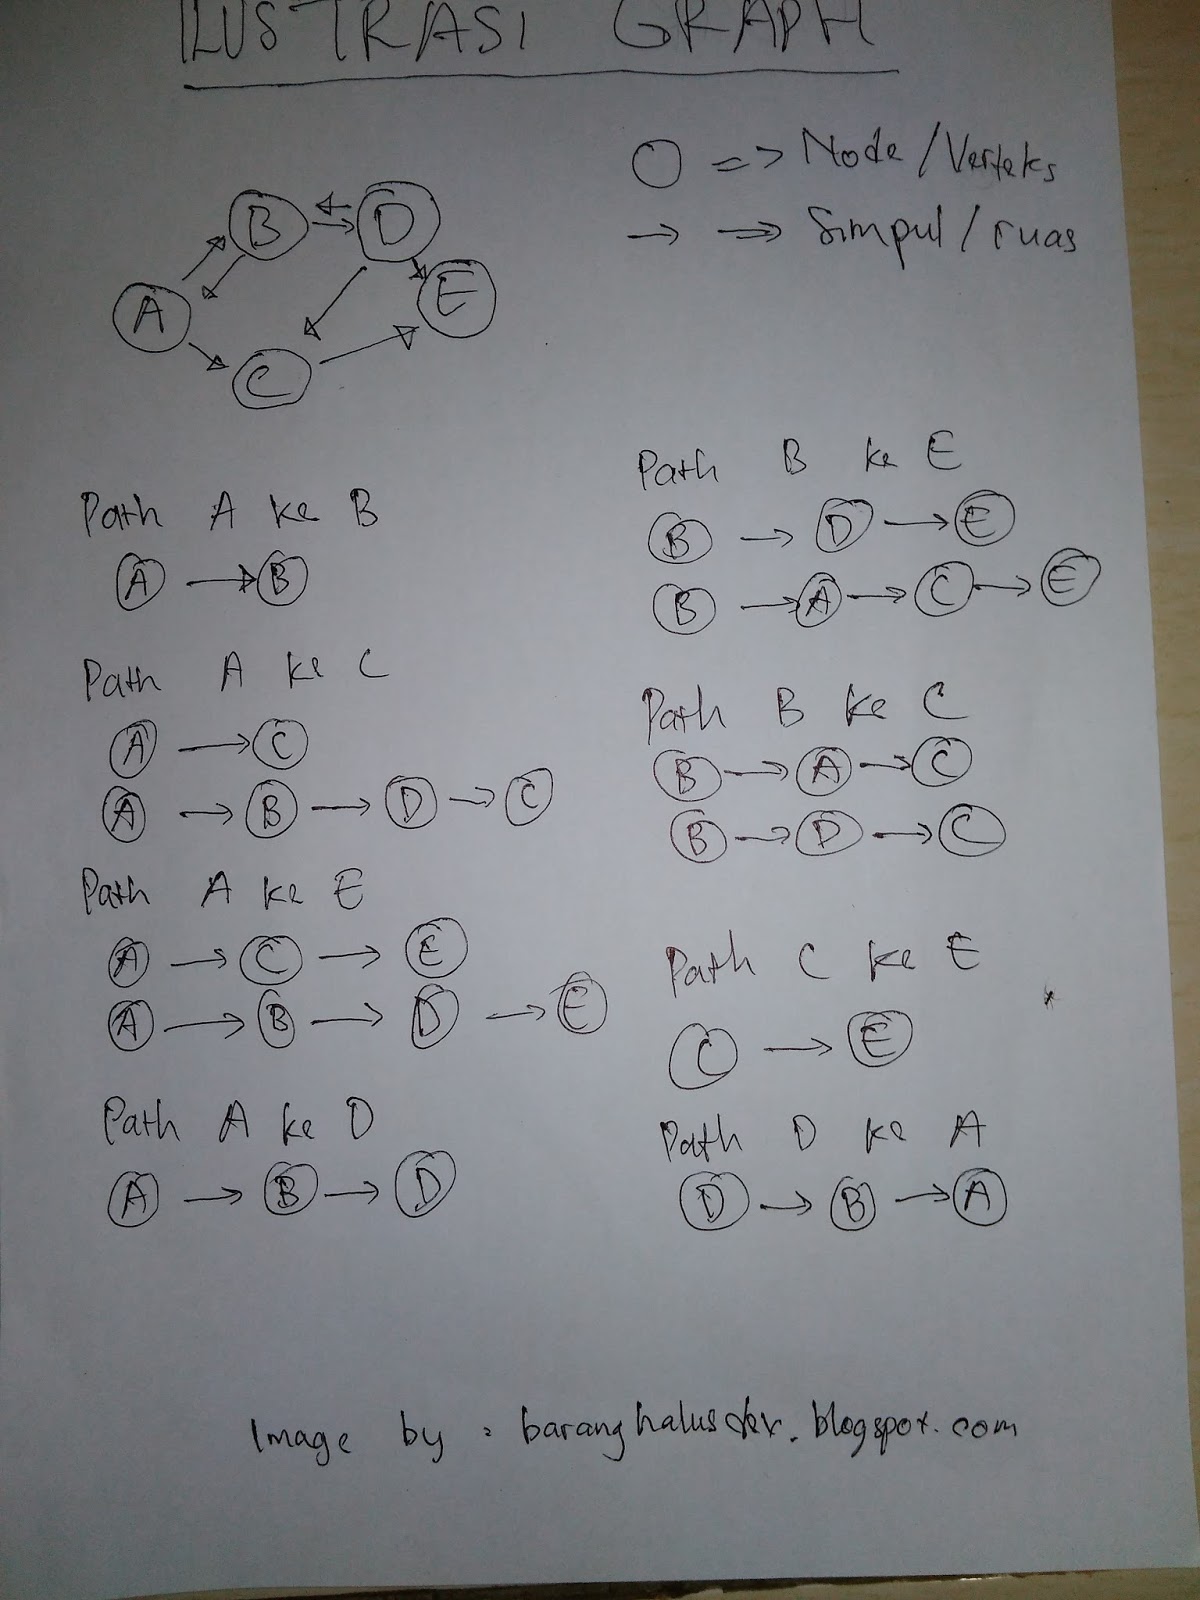 ILUSTRASI GRAPH
○ => Node/Verteks
→ => Simpul/ruas
B D
A E
C
Path A ke B
A → B
Path A ke C
A → C
A → B → D → C
Path A ke E
A → C → E
A → B → D → E
Path A ke D
A → B → D
Path B ke E
B → D → E
B → A → C → E
Path B ke C
B → A → C
B → D → C
Path C ke E
C → E
Path D ke A
D → B → A
Image by : baranghalusdev.blogspot.com